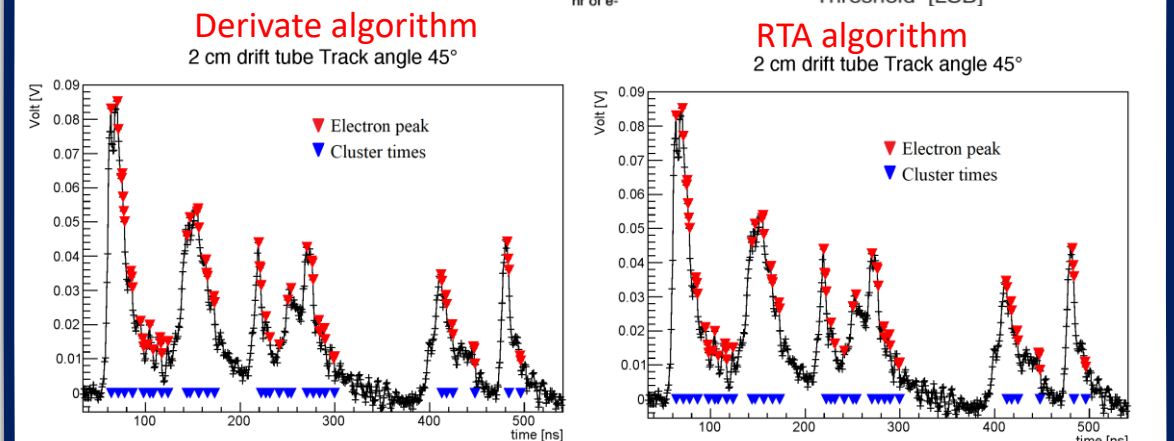 nr of e-
Threshold [LSB]
Derivate algorithm
2 cm drift tube Track angle 45°
Volt [V]
0.09
0.08
0.07
0.06
0.05
0.04
0.03
0.02
0.01
0
Electron peak
Cluster times
100
200
300
400
500
time [ns]
RTA algorithm
2 cm drift tube Track angle 45°
Volt [V]
0.09
0.08
0.07
0.06
0.05
0.04
0.03
0.02
0.01
0
Electron peak
Cluster times
100
200
300
400
500
time [ns]